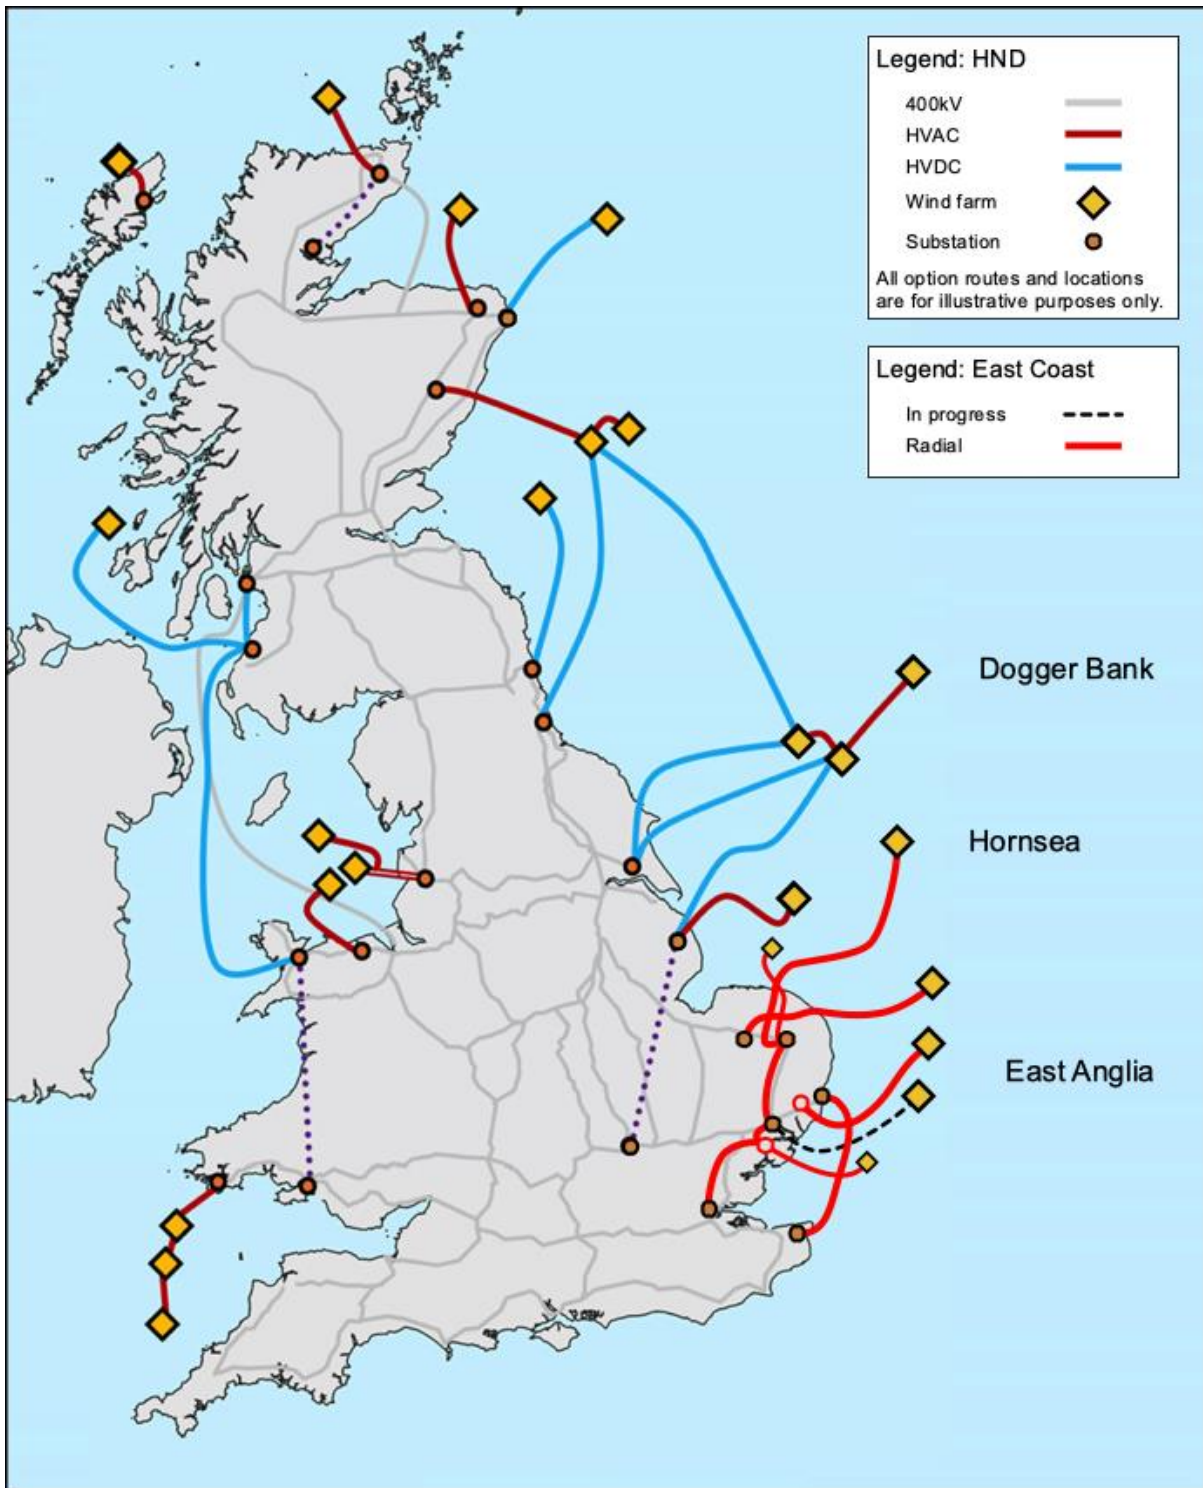 Legend: HND
400kV
HVAC
HVDC
Wind farm
Substation
All option routes and locations
are for illustrative purposes only.
Legend: East Coast
In progress
Radial
Dogger Bank
Hornsea
East Anglia